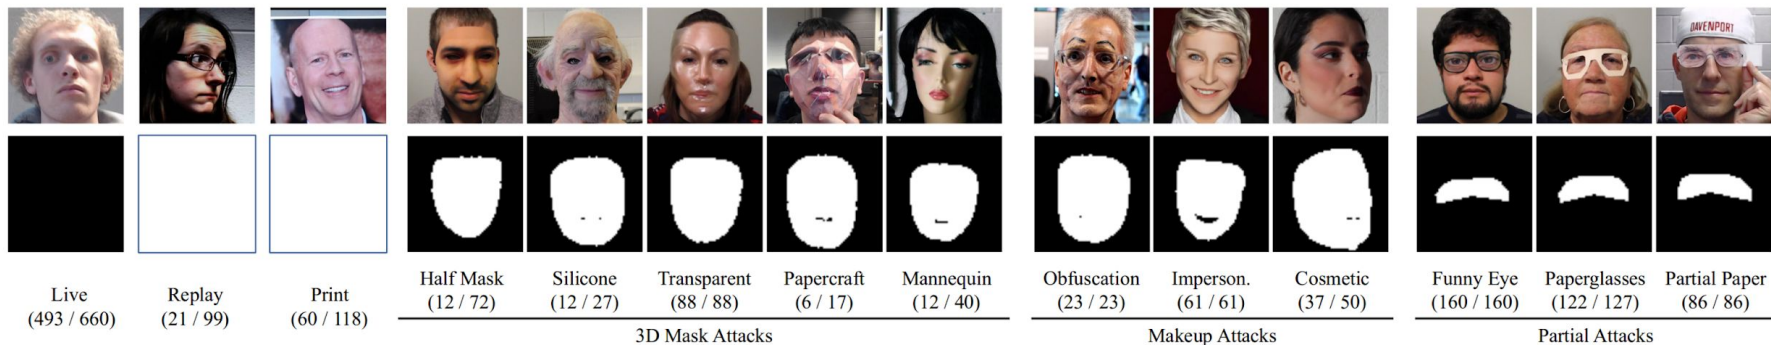 DAVENPORT
Live
(493 / 660)
Replay
(21 / 99)
Print
(60 / 118)
Half Mask
(12 / 72)
Silicone
(12 / 27)
Transparent
(88 / 88)
Papercraft
(6 / 17)
Mannequin
(12 / 40)
3D Mask Attacks
Obfuscation
(23 / 23)
Imperson.
(61 / 61)
Cosmetic
(37 / 50)
Makeup Attacks
Funny Eye
(160 / 160)
Paperglasses
(122 / 127)
Partial Paper
(86 / 86)
Partial Attacks